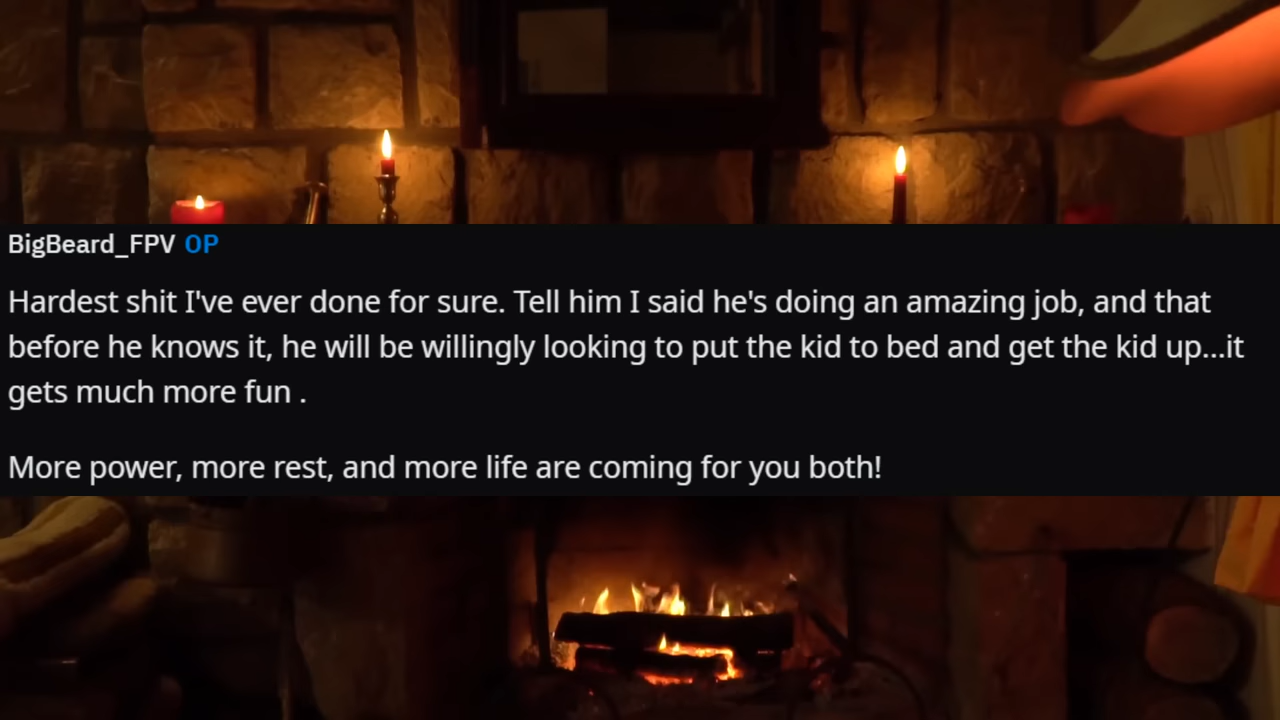 BigBeard_FPV OP
Hardest shit I've ever done for sure. Tell him I said he's doing an amazing job, and that
before he knows it, he will be willingly looking to put the kid to bed and get the kid up...it
gets much more fun .
More power, more rest, and more life are coming for you both!